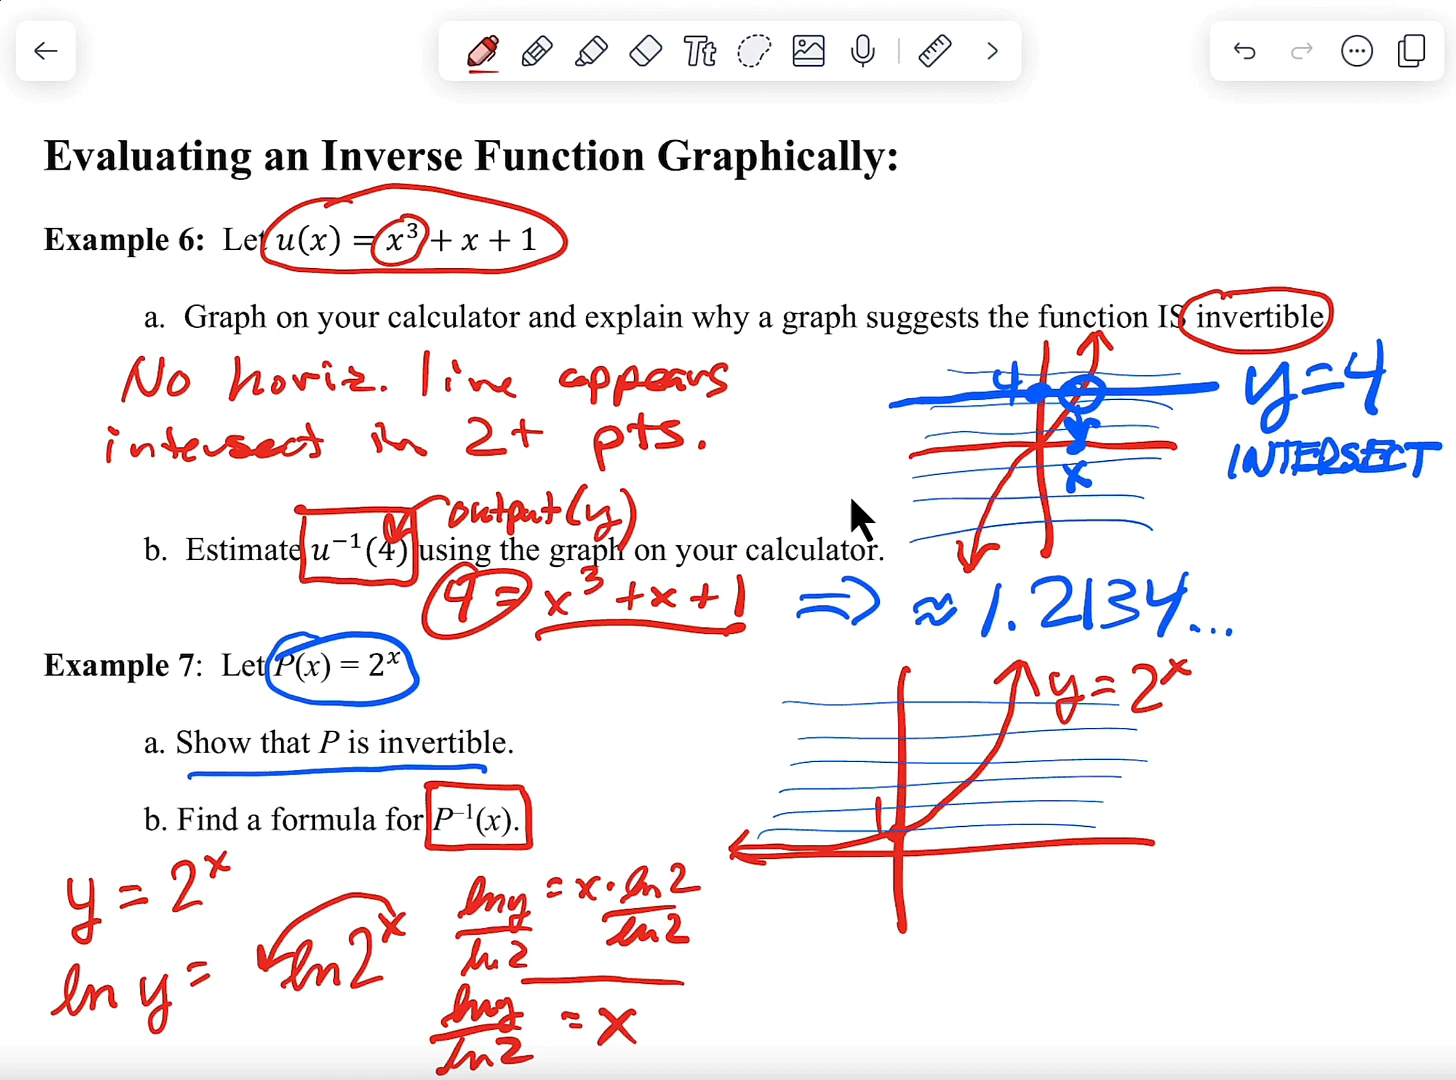 Tt
Evaluating an Inverse Function Graphically:
Example 6: Let u(x) = x³ + x + 1
a. Graph on your calculator and explain why a graph suggests the function IS invertible
No horiz. line appears
intersect in 2+ pts.
4
x
y=4
INTERSECT
output (y)
b. Estimate u⁻¹(4) using the graph on your calculator.
4 = x³ + x + 1 ⇒ ≈ 1.2134...
Example 7: Let P(x) = 2ˣ
y = 2ˣ
1
a. Show that P is invertible.
b. Find a formula for P⁻¹(x).
y = 2ˣ
ln y = ln 2ˣ
ln y / ln 2 = x · ln 2 / ln 2
ln y / ln 2 = x